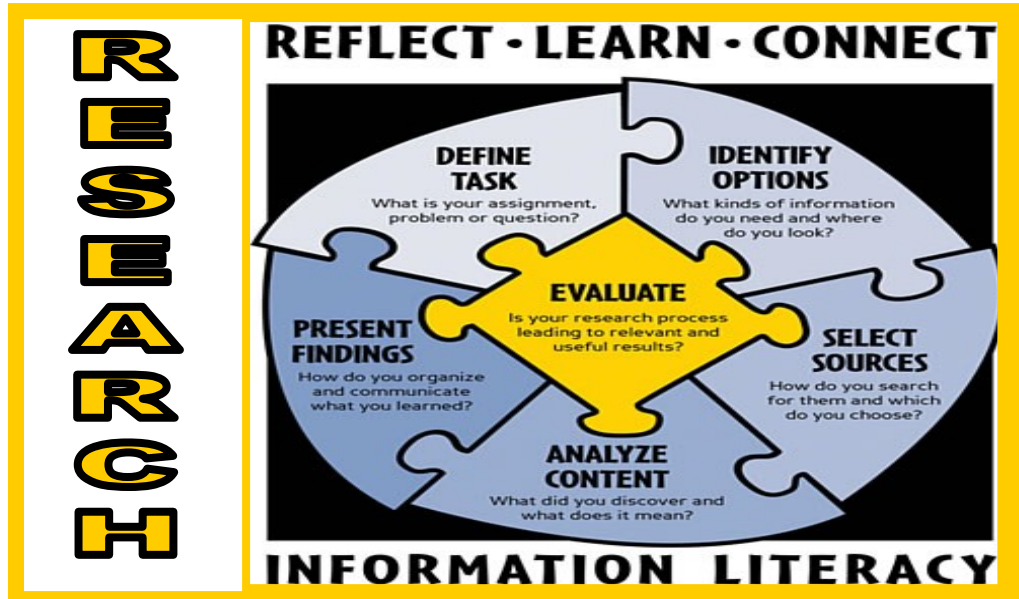 RESEARCH
REFLECT • LEARN • CONNECT
DEFINE
TASK
What is your assignment,
problem or question?
IDENTIFY
OPTIONS
What kinds of information
do you need and where
do you look?
SELECT
SOURCES
How do you search
for them and which
do you choose?
ANALYZE
CONTENT
What did you discover and
what does it mean?
PRESENT
FINDINGS
How do you organize
and communicate
what you learned?
EVALUATE
Is your research process
leading to relevant and
useful results?
INFORMATION LITERACY